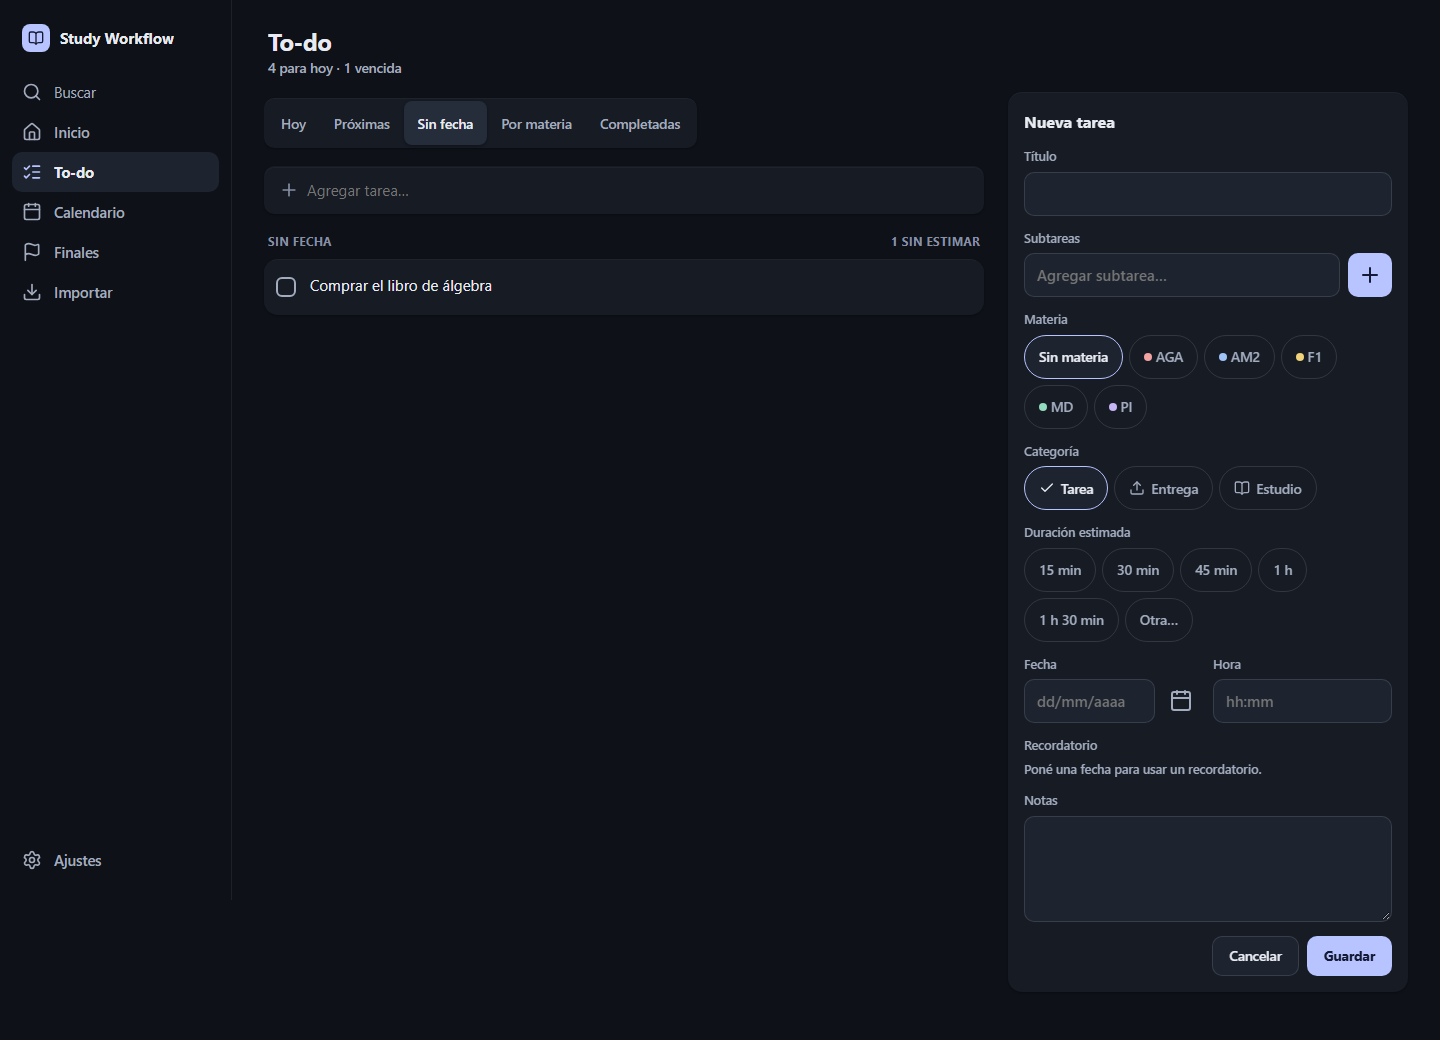 Study Workflow
Buscar
Inicio
To-do
Calendario
Finales
Importar
Ajustes
To-do
4 para hoy · 1 vencida
Hoy Próximas Sin fecha Por materia Completadas
Agregar tarea...
SIN FECHA 1 SIN ESTIMAR
Comprar el libro de álgebra
Nueva tarea
Título
Subtareas
Agregar subtarea...
Materia
Sin materia AGA AM2 F1
MD PI
Categoría
Tarea Entrega Estudio
Duración estimada
15 min 30 min 45 min 1 h
1 h 30 min Otra...
Fecha Hora
dd/mm/aaaa hh:mm
Recordatorio
Poné una fecha para usar un recordatorio.
Notas
Cancelar Guardar